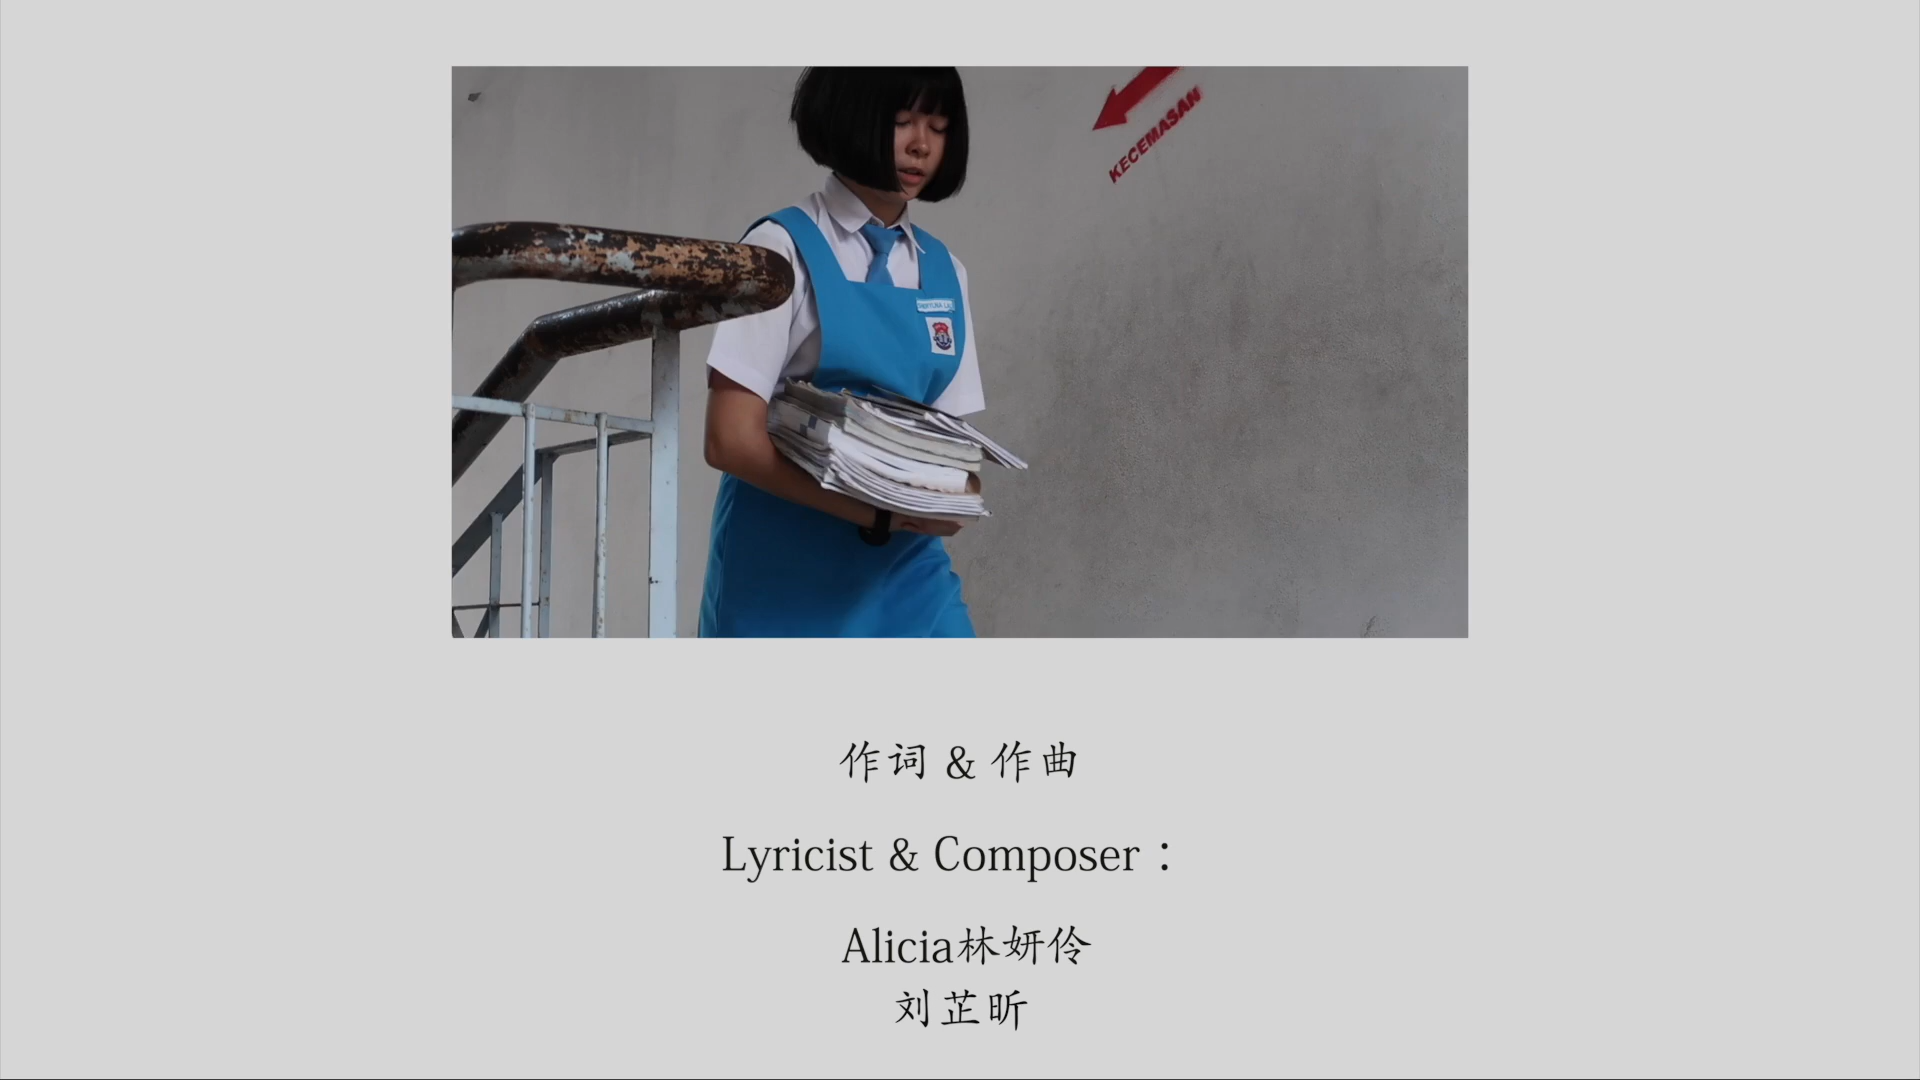 KECEMASAN
作词 & 作曲
Lyricist & Composer：
Alicia林妍伶
刘芷昕